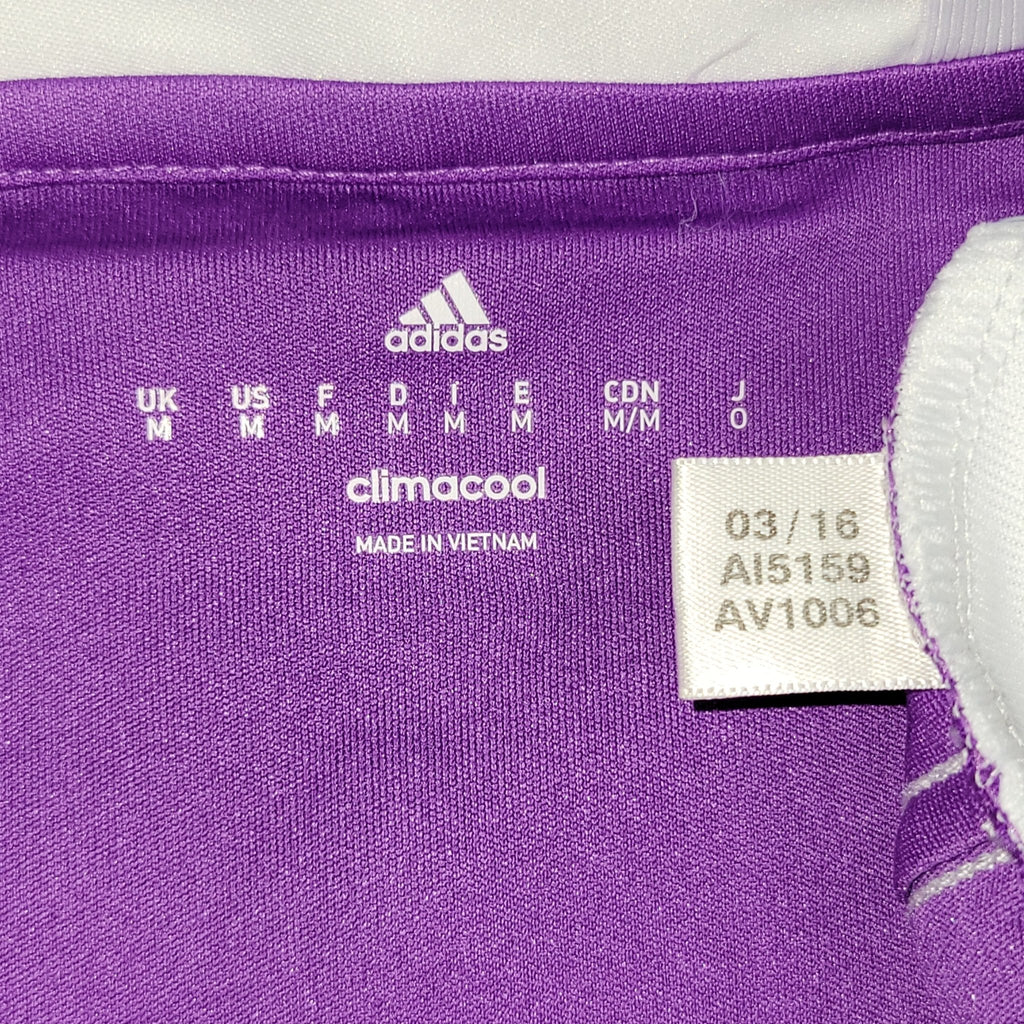 adidas
UK US F D I E CDN J
M M M M M M M/M O
climacool
MADE IN VIETNAM
03/16
AI5159
AV1006